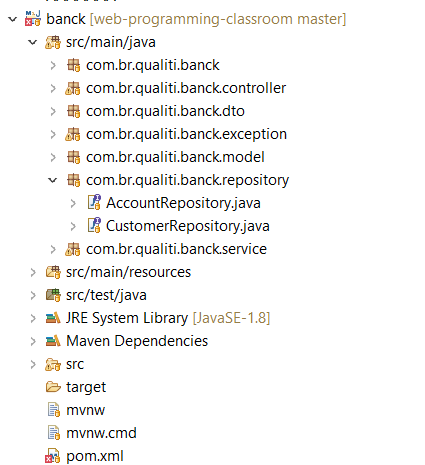 banck [web-programming-classroom master]
src/main/java
com.br.qualiti.banck
com.br.qualiti.banck.controller
com.br.qualiti.banck.dto
com.br.qualiti.banck.exception
com.br.qualiti.banck.model
com.br.qualiti.banck.repository
AccountRepository.java
CustomerRepository.java
com.br.qualiti.banck.service
src/main/resources
src/test/java
JRE System Library [JavaSE-1.8]
Maven Dependencies
src
target
mvnw
mvnw.cmd
pom.xml